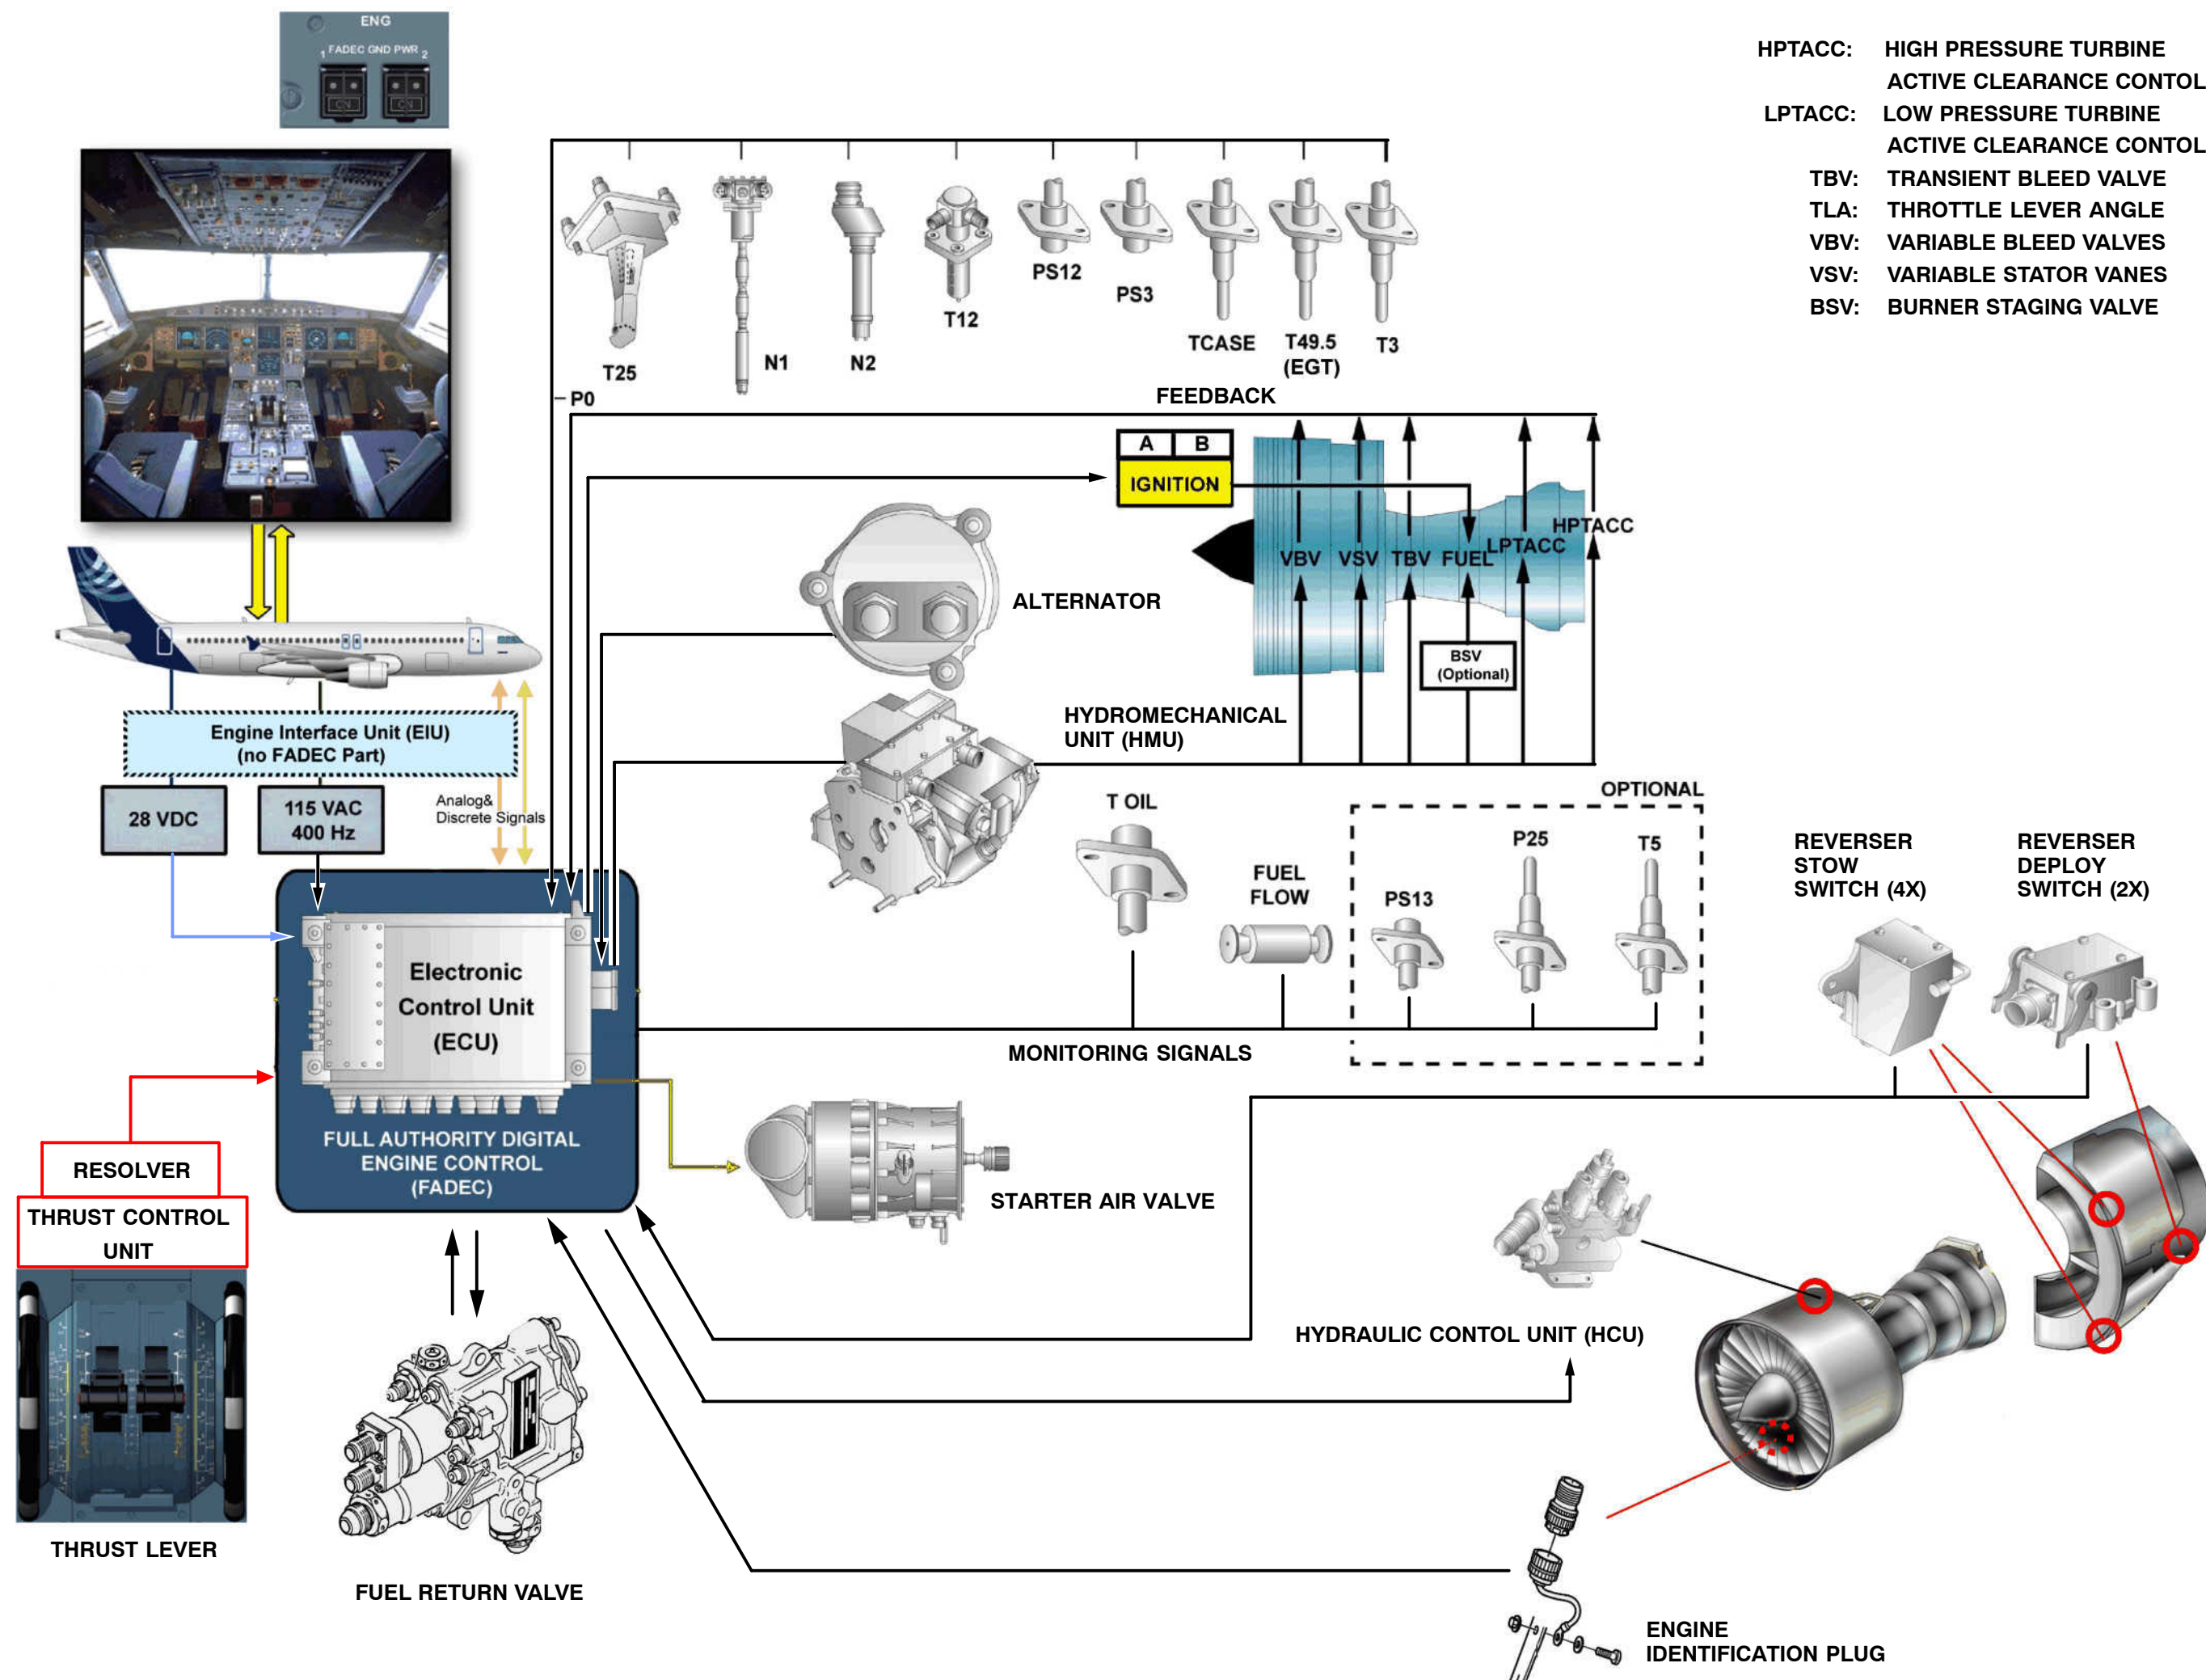 ENG
1 FADEC GND PWR 2
ON ON
HPTACC: HIGH PRESSURE TURBINE
ACTIVE CLEARANCE CONTOL
LPTACC: LOW PRESSURE TURBINE
ACTIVE CLEARANCE CONTOL
TBV: TRANSIENT BLEED VALVE
TLA: THROTTLE LEVER ANGLE
VBV: VARIABLE BLEED VALVES
VSV: VARIABLE STATOR VANES
BSV: BURNER STAGING VALVE
T25
N1
N2
T12
PS12
PS3
TCASE
T49.5
(EGT)
T3
P0
FEEDBACK
A B
IGNITION
VBV VSV TBV FUEL LPTACC HPTACC
BSV
(Optional)
ALTERNATOR
HYDROMECHANICAL
UNIT (HMU)
Engine Interface Unit (EIU)
(no FADEC Part)
28 VDC
115 VAC
400 Hz
Analog&
Discrete Signals
T OIL
FUEL
FLOW
OPTIONAL
PS13
P25
T5
REVERSER
STOW
SWITCH (4X)
REVERSER
DEPLOY
SWITCH (2X)
Electronic
Control Unit
(ECU)
FULL AUTHORITY DIGITAL
ENGINE CONTROL
(FADEC)
MONITORING SIGNALS
RESOLVER
THRUST CONTROL
UNIT
STARTER AIR VALVE
HYDRAULIC CONTOL UNIT (HCU)
THRUST LEVER
FUEL RETURN VALVE
ENGINE
IDENTIFICATION PLUG